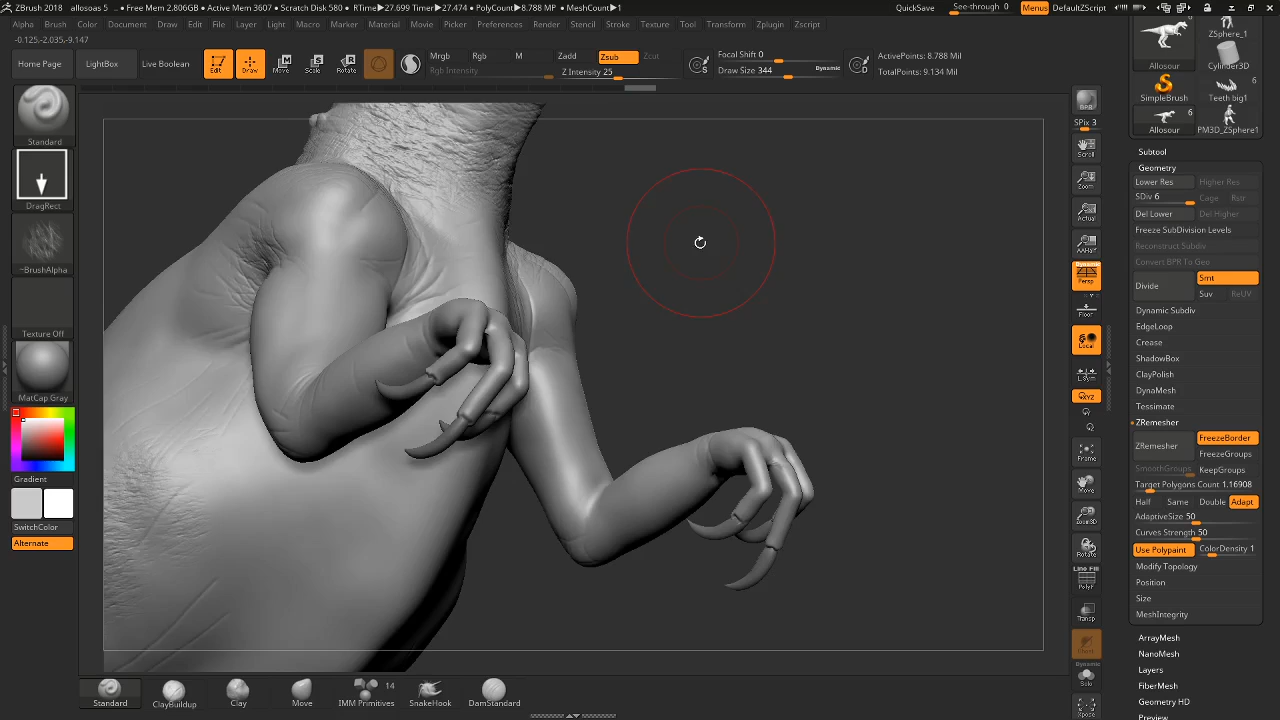 ZBrush 2018 allosoas 5 .. • Free Mem 2.806GB • Active Mem 3607 • Scratch Disk 580 • RTime▶27.699 Timer▶27.474 • PolyCount▶8.788 MP • MeshCount▶1
QuickSave See-through 0 Menus DefaultZScript
Alpha Brush Color Document Draw Edit File Layer Light Macro Marker Material Movie Picker Preferences Render Stencil Stroke Texture Tool Transform Zplugin Zscript
-0.125,-2.035,-9.147
Home Page LightBox Live Boolean Edit Draw Move Scale Rotate
Mrgb Rgb M Zadd Zsub Zcut
Rgb Intensity Z Intensity 25
Focal Shift 0
Draw Size 344 Dynamic
ActivePoints: 8.788 Mil
TotalPoints: 9.134 Mil
S
D
Standard
DragRect
~BrushAlpha
Texture Off
MatCap Gray
Gradient
SwitchColor
Alternate
BPR
SPix 3
Scroll
Zoom
Actual
AAHalf
Dynamic
Persp
Floor
Local
L.Sym
XYZ
Frame
Move
Zoom3D
Rotate
Line Fill
PolyF
Transp
Dynamic
Solo
Xpose
Allosour
ZSphere_1
Cylinder3D
SimpleBrush
6
Teeth big1
6
Allosour
PM3D_ZSphere1
Subtool
Geometry
Lower Res Higher Res
SDiv 6 Cage Rstr
Del Lower Del Higher
Freeze SubDivision Levels
Reconstruct Subdiv
Convert BPR To Geo
Divide Smt
Suv ReUV
Dynamic Subdiv
EdgeLoop
Crease
ShadowBox
ClayPolish
DynaMesh
Tessimate
ZRemesher
ZRemesher FreezeBorder
FreezeGroups
SmoothGroups KeepGroups
Target Polygons Count 1.16908
Half Same Double Adapt
AdaptiveSize 50
Curves Strength 50
Use Polypaint ColorDensity 1
Modify Topology
Position
Size
MeshIntegrity
ArrayMesh
NanoMesh
Layers
FiberMesh
Geometry HD
Preview
Standard ClayBuildup Clay Move IMM Primitives 14 SnakeHook DamStandard